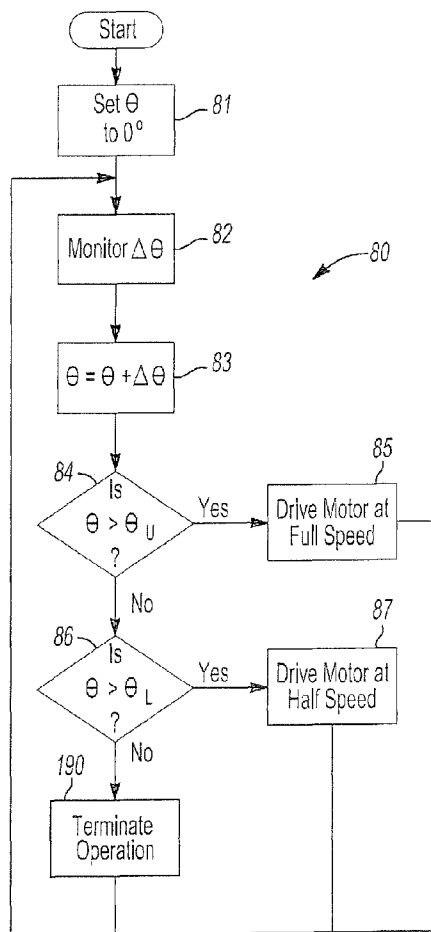 Start
81
Set Θ
to 0°
82
Monitor ΔΘ
80
83
Θ = Θ + ΔΘ
84
Is
Θ > Θ U
?
Yes
85
Drive Motor at
Full Speed
No
86
Is
Θ > Θ L
?
Yes
87
Drive Motor at
Half Speed
No
190
Terminate
Operation